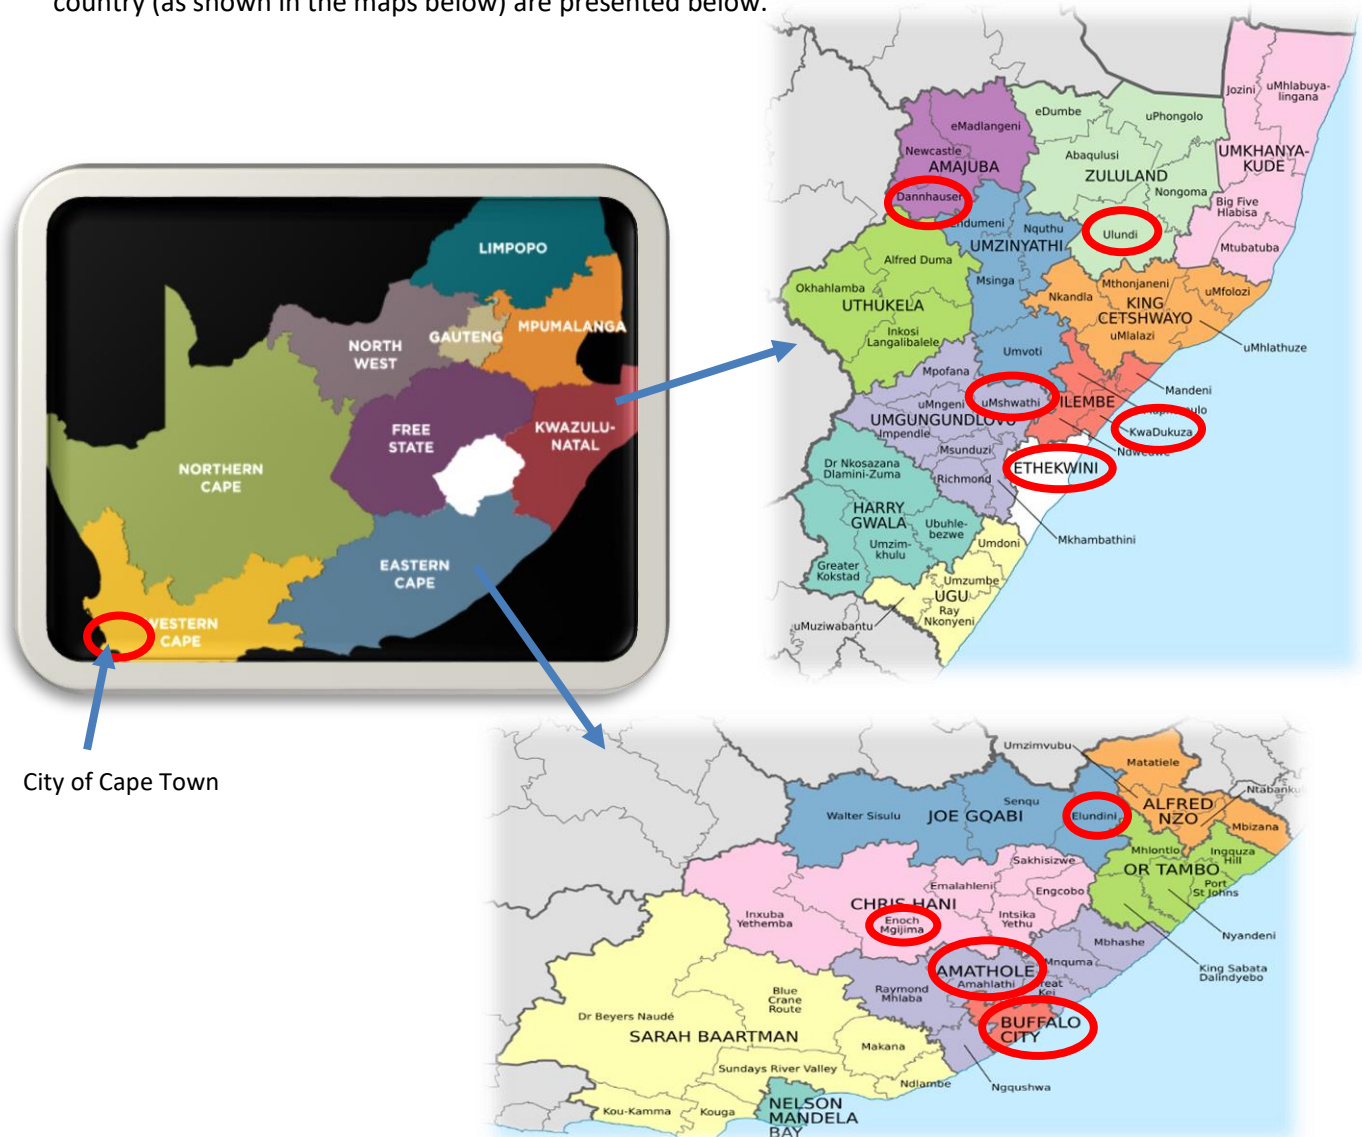 country (as shown in the maps below) are presented below.
LIMPOPO
NORTH
WEST
GAUTENG
MPUMALANGA
FREE
STATE
KWAZULU-
NATAL
NORTHERN
CAPE
EASTERN
CAPE
WESTERN
CAPE
City of Cape Town
Jozini
uMhlabuya-
lingana
eDumbe
uPhongolo
eMadlangeni
Newcastle
AMAJUBA
Abaqulusi
ZULULAND
UMKHANYA-
KUDE
Dannhauser
Nongoma
Big Five
Hlabisa
Endumeni
Nquthu
Ulundi
UMZINYATHI
Mtubatuba
Alfred Duma
Msinga
Okhahlamba
UTHUKELA
Nkandla
Mthonjaneni
uMfolozi
KING
CETSHWAYO
Inkosi
Langalibalele
uMlalazi
uMhlathuze
Umvoti
Mpofana
Mandeni
uMngeni
uMshwathi
ILEMBE
UMGUNGUNDLOVU
Impendle
KwaDukuza
Msunduzi
Ndwedwe
Dr Nkosazana
Dlamini-Zuma
ETHEKWINI
Richmond
HARRY
GWALA
Ubuhle-
bezwe
Mkhambathini
Umzim-
khulu
Umdoni
Greater
Kokstad
Umzumbe
UGU
Ray
Nkonyeni
uMuziwabantu
Umzimvubu
Matatiele
Ntabanku
Senqu
Walter Sisulu
JOE GQABI
Elundini
ALFRED
NZO
Mbizana
Mhlontlo
Ingquza
Hill
Sakhisizwe
OR TAMBO
Emalahleni
Engcobo
Port
St Johns
CHRIS HANI
Inxuba
Yethemba
Enoch
Mgijima
Intsika
Yethu
Nyandeni
Mbhashe
Mnquma
King Sabata
Dalindyebo
AMATHOLE
Amahlathi
Great
Kei
Raymond
Mhlaba
Blue
Crane
Route
Dr Beyers Naudé
SARAH BAARTMAN
BUFFALO
CITY
Makana
Sundays River Valley
Ndlambe
Ngqushwa
Kou-Kamma
Kouga
NELSON
MANDELA
BAY